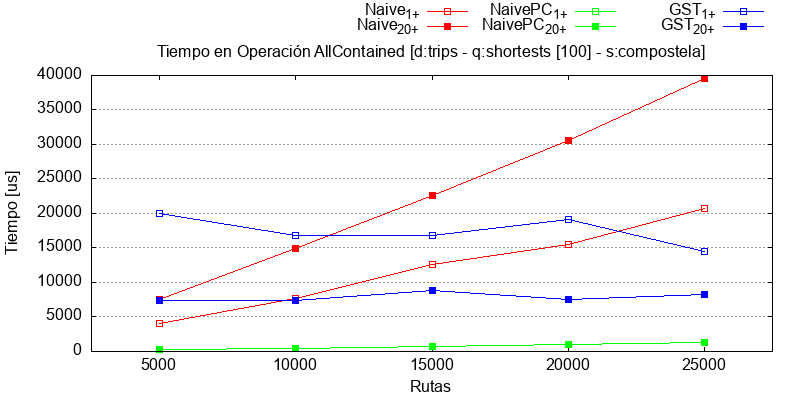 Naive1+ NaivePC1+ GST1+
Naive20+ NaivePC20+ GST20+
Tiempo en Operación AllContained [d:trips - q:shortests [100] - s:compostela]
40000
35000
30000
25000
20000
15000
10000
5000
0
Tiempo [us]
5000 10000 15000 20000 25000
Rutas